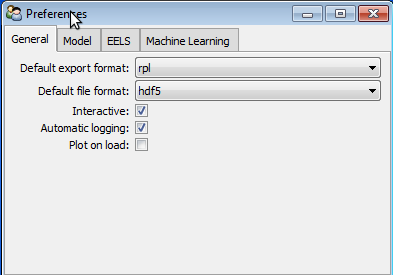 Preferences
General Model EELS Machine Learning
Default export format: rpl
Default file format: hdf5
Interactive:
Automatic logging:
Plot on load: